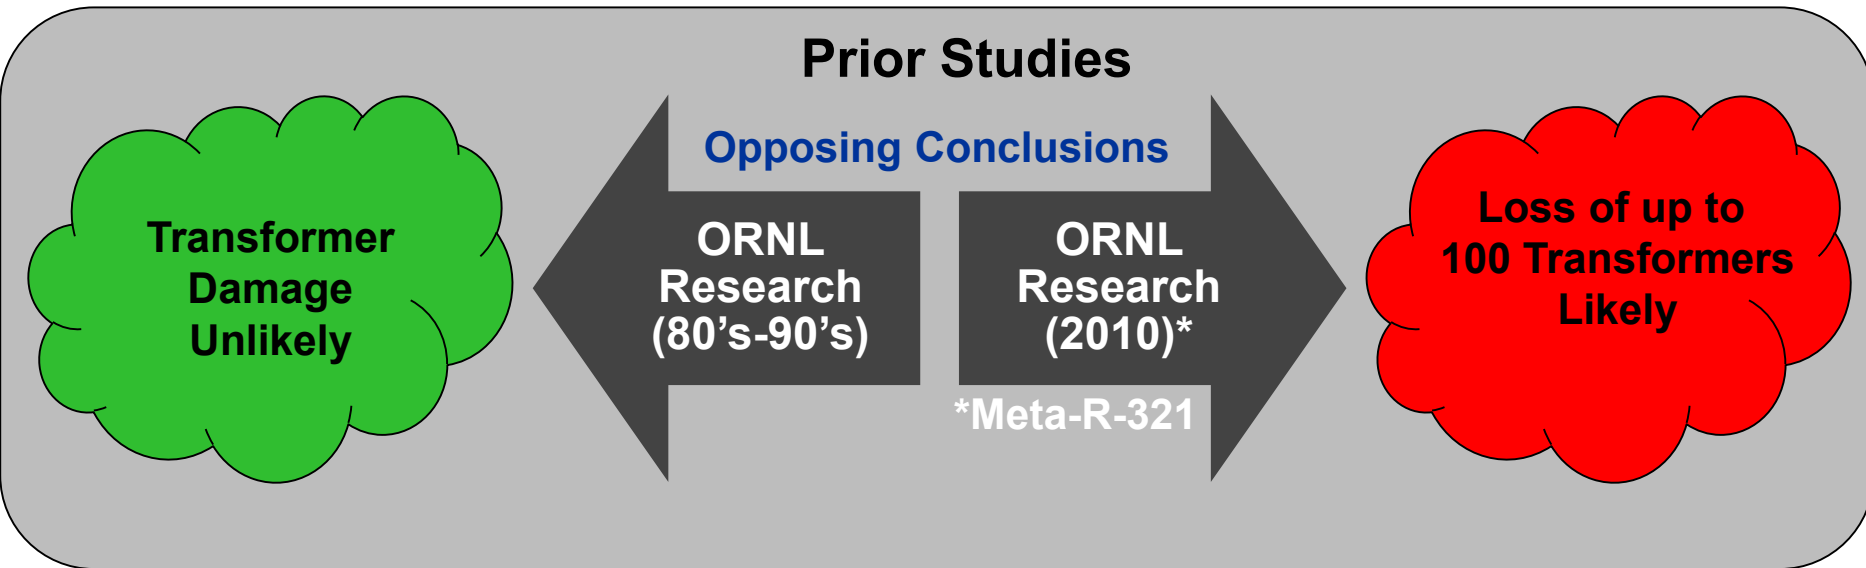 Prior Studies
Opposing Conclusions
Transformer
Damage
Unlikely
ORNL
Research
(80’s-90’s)
ORNL
Research
(2010)*
*Meta-R-321
Loss of up to
100 Transformers
Likely